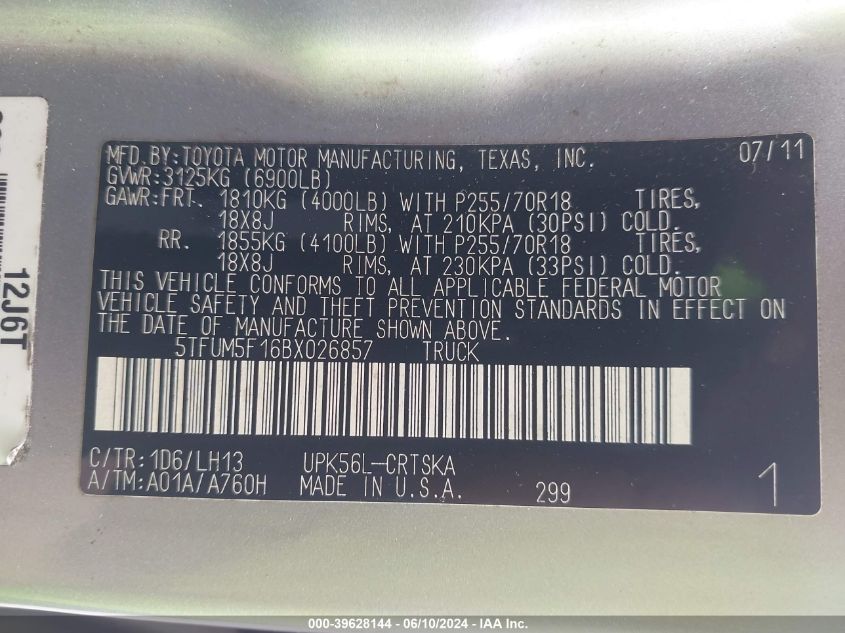 MFD.BY:TOYOTA MOTOR MANUFACTURING, TEXAS, INC. 07/11
GVWR:3125KG (6900LB)
GAWR:FRT. 1810KG (4000LB) WITH P255/70R18 TIRES,
18X8J RIMS, AT 210KPA (30PSI) COLD.
RR. 1855KG (4100LB) WITH P255/70R18 TIRES,
18X8J RIMS, AT 230KPA (33PSI) COLD.
THIS VEHICLE CONFORMS TO ALL APPLICABLE FEDERAL MOTOR
VEHICLE SAFETY AND THEFT PREVENTION STANDARDS IN EFFECT ON
THE DATE OF MANUFACTURE SHOWN ABOVE.
5TFUM5F16BX026857 TRUCK
C/TR:1D6/LH13 UPK56L-CRTSKA
A/TM:A01A/A760H MADE IN U.S.A. 299 1
12J6T
000-39628144 - 06/10/2024 - IAA Inc.